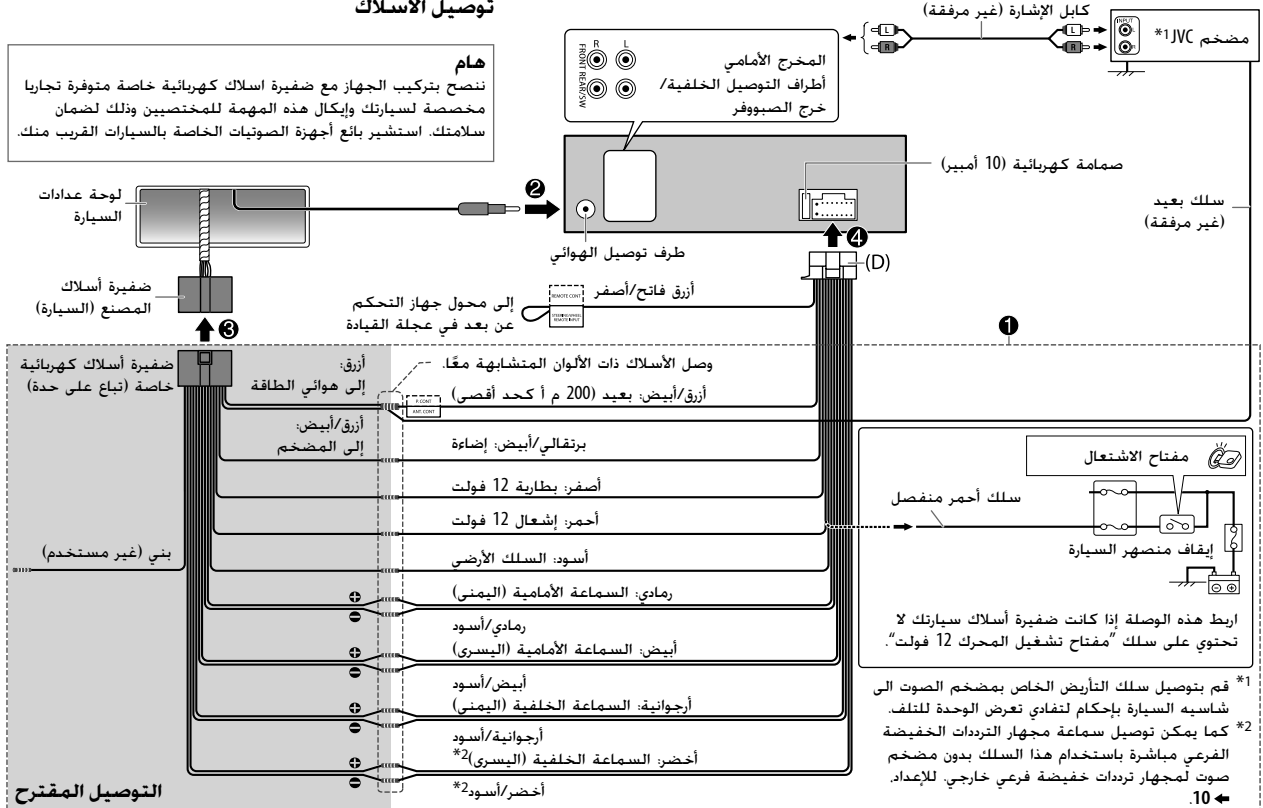 توصيل الأسلاك
هام
ننصح بتركيب الجهاز مع ضفيرة اسلاك كهربائية خاصة متوفرة تجاريا
مخصصة لسيارتك وإيكال هذه المهمة للمختصيين وذلك لضمان
سلامتك. استشير بائع أجهزة الصوتيات الخاصة بالسيارات القريب منك.
كابل الإشارة (غير مرفقة)
L
R
L
R
INPUT
L
R
مضخم JVC*1
R L
FRONT
REAR/SW
المخرج الأمامي
أطراف التوصيل الخلفية/
خرج الصبووفر
صمامة كهربائية (10 أمبير)
سلك بعيد
(غير مرفقة)
لوحة عدادات
السيارة
2
طرف توصيل الهوائي
4
(D)
ضفيرة أسلاك
المصنع (السيارة)
3
أزرق فاتح/أصفر
REMOTE CONT
STEERING WHEEL
REMOTE INPUT
إلى محول جهاز التحكم
عن بعد في عجلة القيادة
1
ضفيرة أسلاك كهربائية
خاصة (تباع على حدة)
أزرق:
إلى هوائي الطاقة
وصل الأسلاك ذات الألوان المتشابهة معًا.
أزرق/أبيض: بعيد (200 م أ كحد أقصى)
P. CONT
ANT. CONT
أزرق/أبيض:
إلى المضخم
برتقالي/أبيض: إضاءة
أصفر: بطارية 12 فولت
أحمر: إشعال 12 فولت
أسود: السلك الأرضي
بني (غير مستخدم)
رمادي: السماعة الأمامية (اليمنى)
رمادي/أسود
أبيض: السماعة الأمامية (اليسرى)
أبيض/أسود
أرجوانية: السماعة الخلفية (اليمنى)
أرجوانية/أسود
أخضر: السماعة الخلفية (اليسرى)*2
أخضر/أسود*2
التوصيل المقترح
مفتاح الاشتعال
سلك أحمر منفصل
إيقاف منصهر السيارة
اربط هذه الوصلة إذا كانت ضفيرة أسلاك سيارتك لا
تحتوي على سلك "مفتاح تشغيل المحرك 12 فولت".
*1 قم بتوصيل سلك التأريض الخاص بمضخم الصوت الى
شاسيه السيارة بإحكام لتفادي تعرض الوحدة للتلف.
*2 كما يمكن توصيل سماعة مجهار الترددات الخفيضة
الفرعي مباشرة باستخدام هذا السلك بدون مضخم
صوت لمجهار ترددات خفيضة فرعي خارجي. للإعداد,
➜ 10.